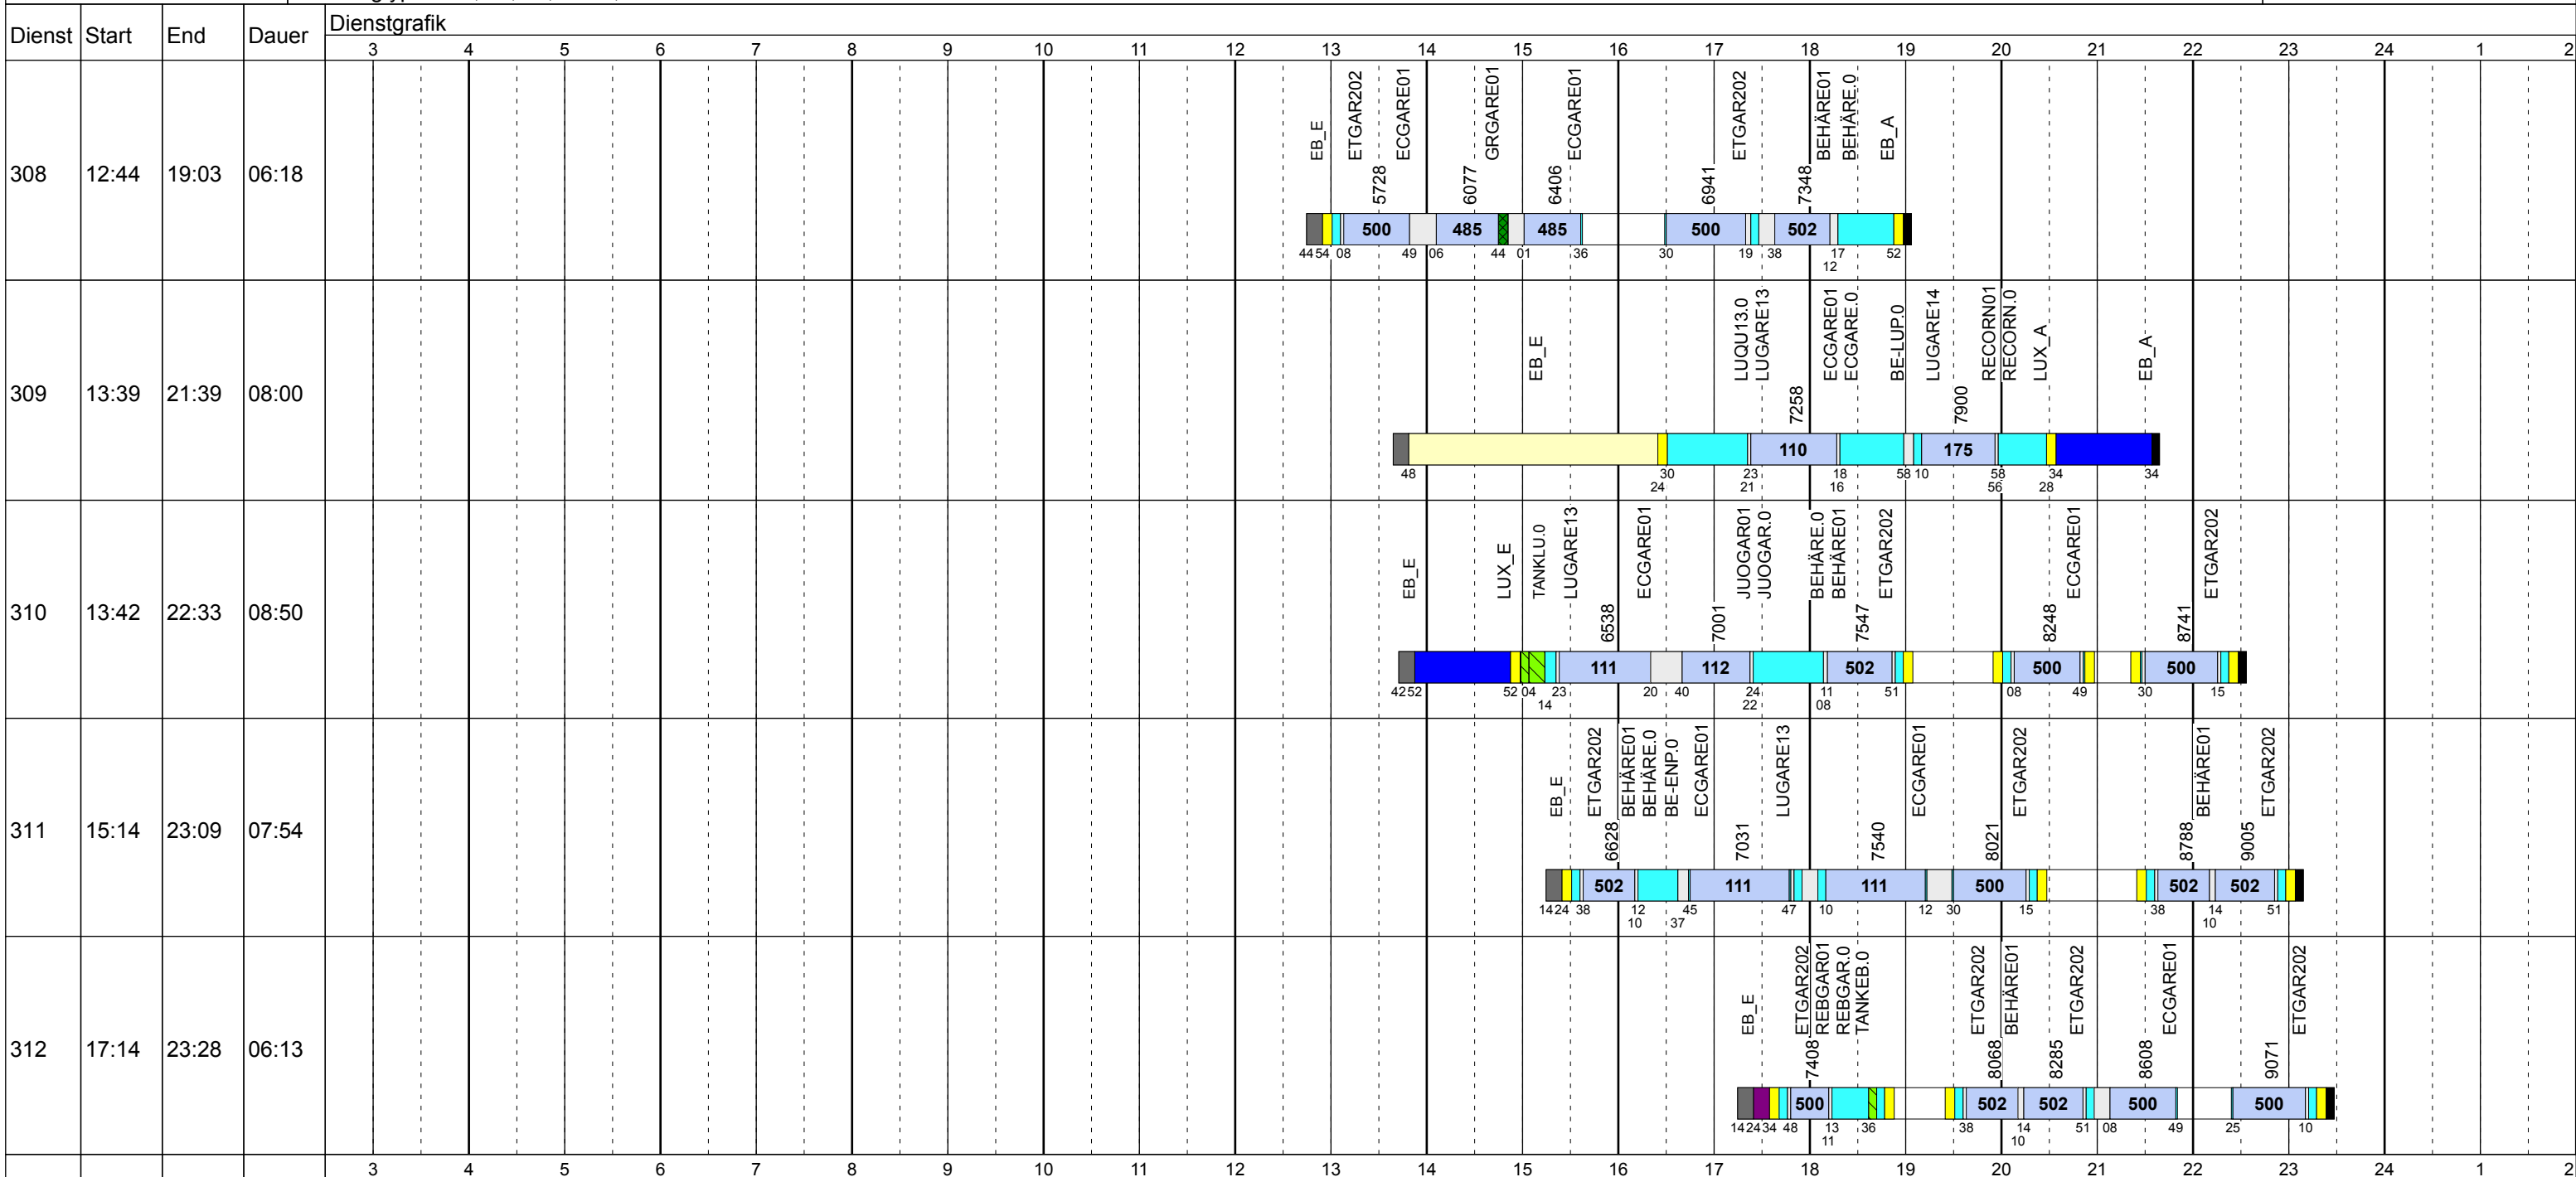 Dienst Start End Dauer Dienstgrafik
3 4 5 6 7 8 9 10 11 12 13 14 15 16 17 18 19 20 21 22 23 24 1 2
308 12:44 19:03 06:18
EB_E ETGAR202 ECGARE01 GRGARE01 ECGARE01 ETGAR202 BEHÄRE01 BEHÄRE.0 EB_A
5728 6077 6406 6941 7348
500 485 485 500 502
44 54 08 49 06 44 01 36 30 19 38 17 52
12
309 13:39 21:39 08:00
EB_E LUQU13.0 LUGARE13 ECGARE01 ECGARE.0 BE-LUP.0 LUGARE14 RECORN01 RECORN.0 LUX_A EB_A
7258 7900
110 175
48 30 23 18 58 10 58 34 34
24 21 16 56 28
310 13:42 22:33 08:50
EB_E LUX_E TANKLU.0 LUGARE13 ECGARE01 JUOGAR01 JUOGAR.0 BEHÄRE.0 BEHÄRE01 ETGAR202 ECGARE01 ETGAR202
6538 7001 7547 8248 8741
111 112 502 500 500
42 52 52 04 23 20 40 24 11 51 08 49 30 15
14 22 08
311 15:14 23:09 07:54
EB_E ETGAR202 BEHÄRE01 BEHÄRE.0 BE-ENP.0 ECGARE01 LUGARE13 ECGARE01 ETGAR202 BEHÄRE01 ETGAR202
6628 7031 7540 8021 8788 9005
502 111 111 500 502 502
14 24 38 12 45 47 10 12 30 15 38 14 51
10 37 10
312 17:14 23:28 06:13
EB_E ETGAR202 REBGAR01 REBGAR.0 TANKEB.0 ETGAR202 BEHÄRE01 ETGAR202 ECGARE01 ETGAR202
7408 8068 8285 8608 9071
500 502 502 500 500
14 24 34 48 13 36 38 14 51 08 49 25 10
11 10
3 4 5 6 7 8 9 10 11 12 13 14 15 16 17 18 19 20 21 22 23 24 1 2